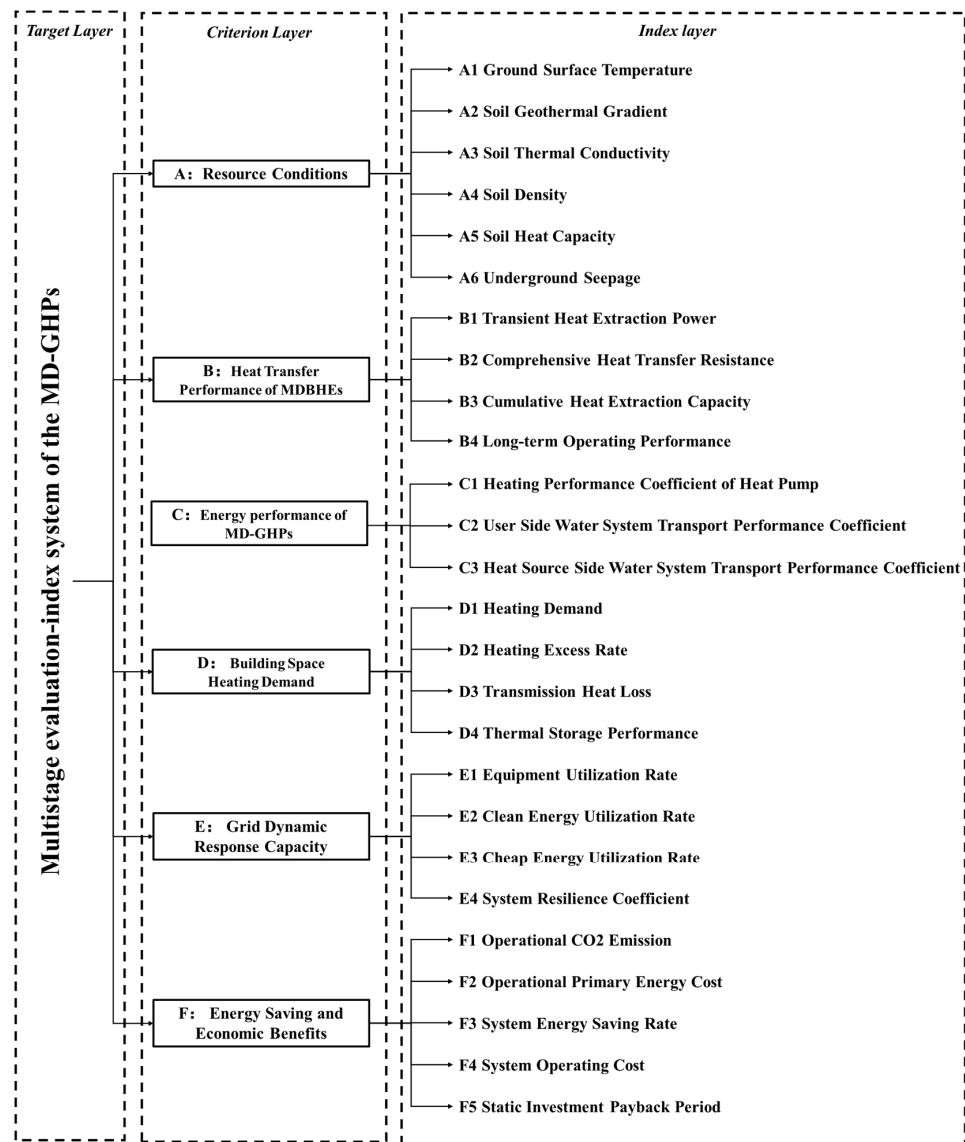 Target Layer
Criterion Layer
Index layer
Multistage evaluation-index system of the MD-GHPs
A: Resource Conditions
A1 Ground Surface Temperature
A2 Soil Geothermal Gradient
A3 Soil Thermal Conductivity
A4 Soil Density
A5 Soil Heat Capacity
A6 Underground Seepage
B: Heat Transfer
Performance of MDBHEs
B1 Transient Heat Extraction Power
B2 Comprehensive Heat Transfer Resistance
B3 Cumulative Heat Extraction Capacity
B4 Long-term Operating Performance
C: Energy performance of
MD-GHPs
C1 Heating Performance Coefficient of Heat Pump
C2 User Side Water System Transport Performance Coefficient
C3 Heat Source Side Water System Transport Performance Coefficient
D: Building Space
Heating Demand
D1 Heating Demand
D2 Heating Excess Rate
D3 Transmission Heat Loss
D4 Thermal Storage Performance
E: Grid Dynamic
Response Capacity
E1 Equipment Utilization Rate
E2 Clean Energy Utilization Rate
E3 Cheap Energy Utilization Rate
E4 System Resilience Coefficient
F: Energy Saving and
Economic Benefits
F1 Operational CO2 Emission
F2 Operational Primary Energy Cost
F3 System Energy Saving Rate
F4 System Operating Cost
F5 Static Investment Payback Period